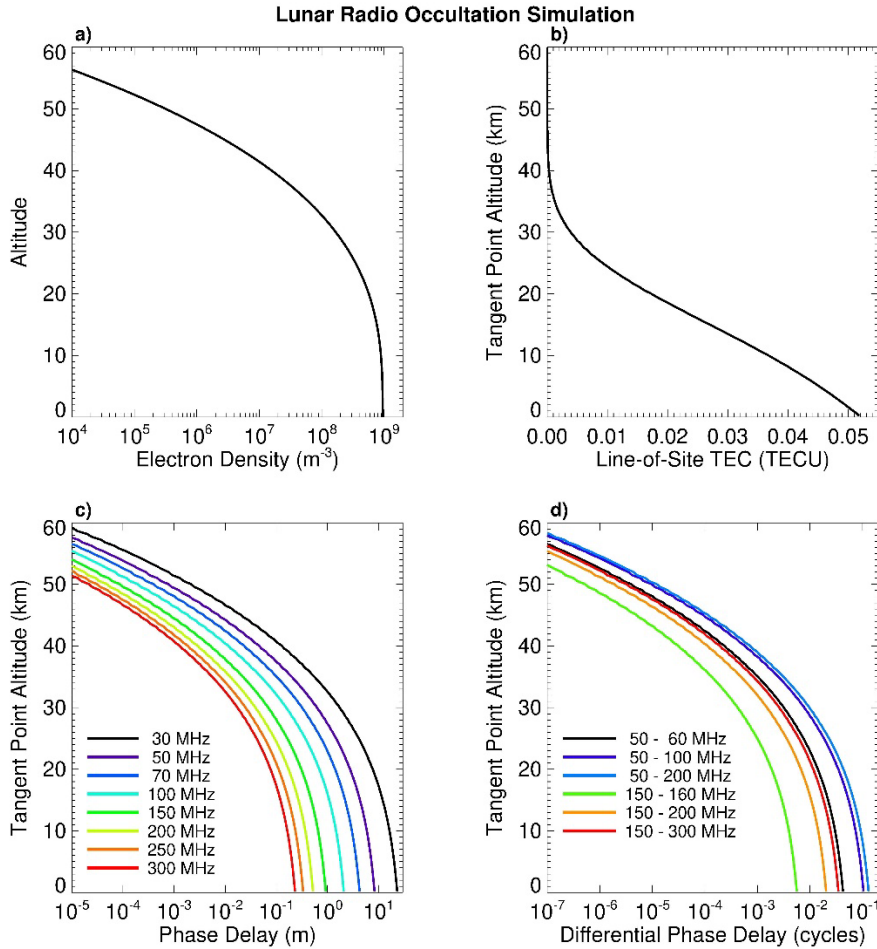 Lunar Radio Occultation Simulation
a)
60
50
40
30
20
10
0
Altitude
10^4 10^5 10^6 10^7 10^8 10^9
Electron Density (m^-3)
b)
60
50
40
30
20
10
0
Tangent Point Altitude (km)
0.00 0.01 0.02 0.03 0.04 0.05
Line-of-Site TEC (TECU)
c)
60
50
40
30
20
10
0
Tangent Point Altitude (km)
30 MHz
50 MHz
70 MHz
100 MHz
150 MHz
200 MHz
250 MHz
300 MHz
10^-5 10^-4 10^-3 10^-2 10^-1 10^0 10^1
Phase Delay (m)
d)
60
50
40
30
20
10
0
Tangent Point Altitude (km)
50 - 60 MHz
50 - 100 MHz
50 - 200 MHz
150 - 160 MHz
150 - 200 MHz
150 - 300 MHz
10^-7 10^-6 10^-5 10^-4 10^-3 10^-2 10^-1
Differential Phase Delay (cycles)